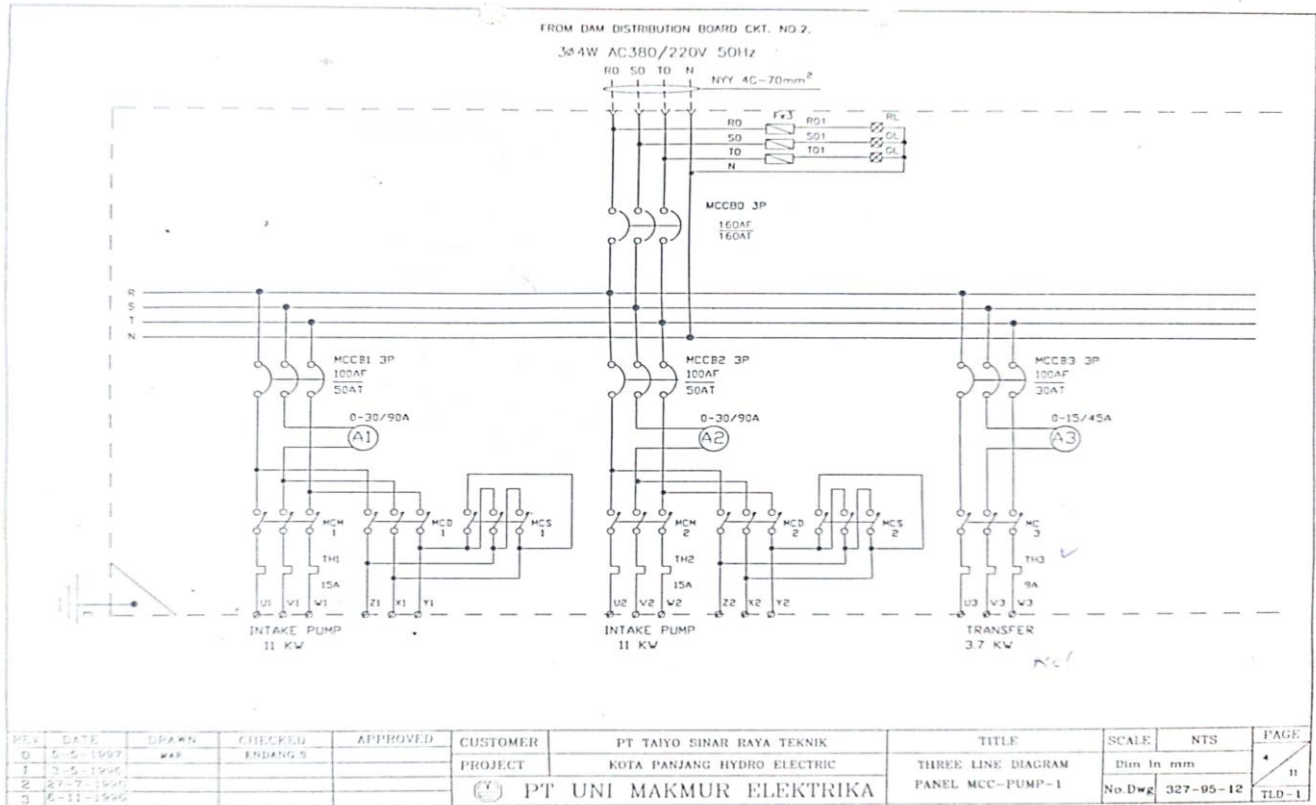 FROM DAM DISTRIBUTION BOARD CKT. NO.2.
3Ø4W AC380/220V 50Hz
R0 S0 T0 N
NYY 4C-70mm²
Fx3
R0 R01 RL
S0 S01 OL
T0 T01 GL
N
MCCB0 3P
160AF
160AT
R
S
T
N
MCCB1 3P
100AF
50AT
MCCB2 3P
100AF
50AT
MCCB3 3P
100AF
30AT
0-30/90A
A1
0-30/90A
A2
0-15/45A
A3
MCM 1
MCD 1
MCS 1
MCM 2
MCD 2
MCS 2
MC 3
TH1
15A
TH2
15A
TH3
9A
U1 V1 W1 Z1 X1 Y1
U2 V2 W2 Z2 X2 Y2
U3 V3 W3
INTAKE PUMP
11 KW
INTAKE PUMP
11 KW
TRANSFER
3.7 KW
REV DATE DRAWN CHECKED APPROVED
0 5-5-1997 WAR ENDANG.S
1
2
3
CUSTOMER PT TAIYO SINAR RAYA TEKNIK
PROJECT KOTA PANJANG HYDRO ELECTRIC
PT UNI MAKMUR ELEKTRIKA
TITLE
THREE LINE DIAGRAM
PANEL MCC-PUMP-1
SCALE NTS
Dim In mm
No.Dwg 327-95-12
PAGE
4
11
TLD-1